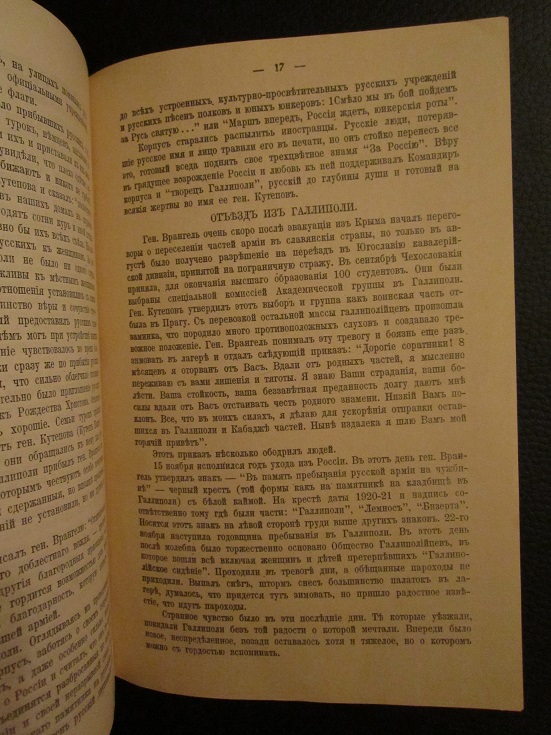 — 17 —
до всѣхъ устроенныхъ культурно-просвѣтительныхъ русскихъ учрежденій
и русскихъ пѣсенъ полковъ и юныхъ юнкеровъ: 1Смѣло мы въ бой пойдемъ
за Русь святую..." или "Маршъ впередъ, Россія ждетъ, юнкерскія роты".
Корпусъ старались распылить иностранцы. Русскіе люди, потеряв-
шіе русское имя и лицо травили его въ печати, но онъ стойко перенесъ все
это, готовый всегда поднять свое трехцвѣтное знамя "За Россію". Вѣру
въ грядущее возрожденіе Россіи и любовь къ ней поддерживалъ Командиръ
корпуса и "творецъ Галлиполи", русскій до глубины души и готовый на
всякія жертвы во имя ея ген. Кутеповъ.
ОТЪѢЗДЪ ИЗЪ ГАЛЛИПОЛИ.
Ген. Врангель очень скоро послѣ эвакуаціи изъ Крыма началъ перего-
воры о переселеніи частей арміи въ славянскія страны, но только въ ав-
густѣ было получено разрѣшеніе на переѣздъ въ Югославію кавалерій-
ской дивизіи, принятой на пограничную стражу. Въ сентябрѣ Чехословакія
приняла, для окончанія высшаго образованія 100 студентовъ. Они были
выбраны спеціальной комиссіей Академической группы въ Галлиполи.
Ген. Кутеповъ утвердилъ этотъ выборъ и группа какъ воинская часть от-
была въ Прагу. Съ перевозкой остальной массы галлиполійцевъ произошла
заминка, что породило много противоположныхъ слуховъ и создавало тре-
вожное положеніе. Ген. Врангель понималъ эту тревогу и боязнь еще разъ
зимовать въ лагерѣ и отдалъ слѣдующій приказъ: "Дорогіе соратники! 8
мѣсяцевъ я оторванъ отъ Васъ. Вдали отъ родныхъ частей, я мысленно
переживаю съ вами лишенія и тяготы. Я знаю Ваши страданія, ваши бо-
лѣсти. Ваша стойкость, ваша беззавѣтная преданность долгу даютъ мнѣ
силы вдали отъ Васъ отстаивать честь родного знамени. Низкій Вамъ по-
клонъ. Все, что въ моихъ силахъ, я дѣлаю для ускоренія отправки остав-
шихся въ Галлиполи и Кабаджѣ частей. Нынѣ издалека я шлю Вамъ мой
горячій привѣтъ".
Этотъ приказъ нѣсколько ободрилъ людей.
15 ноября исполнился годъ ухода изъ Россіи. Въ этотъ день ген. Вран-
гель утвердилъ знакъ — "Въ память пребыванія русской арміи на чужби-
нѣ" — черный крестъ (той формы какъ на памятникѣ на кладбищѣ въ
Галлиполи) съ бѣлой каймой. На крестѣ даты 1920-21 и надпись со-
отвѣтственно тому гдѣ были части: "Галлиполи", "Лемносъ", "Бизерта".
Носится этотъ знакъ на лѣвой сторонѣ груди выше другихъ знаковъ. 22-го
ноября наступила годовщина пребыванія въ Галлиполи. Въ этотъ день
послѣ молебна было торжественно основано Общество Галлиполійцевъ, въ
которое вошли всѣ включая женщинъ и дѣтей претерпѣвшихъ "Галлипо-
лійское сидѣніе". Проходили въ тревогѣ дни, а обѣщанные пароходы не
приходили. Выпалъ снѣгъ, штормъ снесъ большинство палатокъ въ ла-
герѣ, думалось, что придется тутъ зимовать, но пришло радостное извѣ-
стіе, что идутъ пароходы.
Странное чувство было въ эти послѣдніе дни. Тѣ которые уѣзжали,
покидали Галлиполи безъ той радости о которой мечтали. Впереди было
новое, неопредѣленное, позади оставалось хотя и тяжелое, но о которомъ
можно съ гордостью вспоминать.